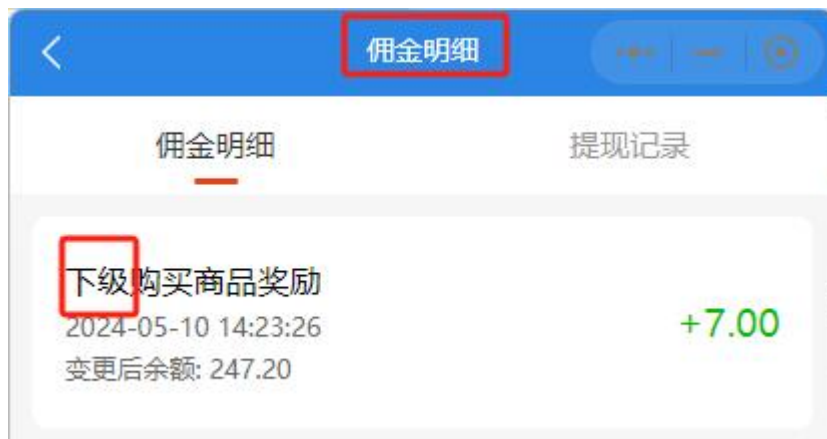 佣金明细
佣金明细 提现记录
下级购买商品奖励
2024-05-10 14:23:26
+7.00
变更后余额: 247.20